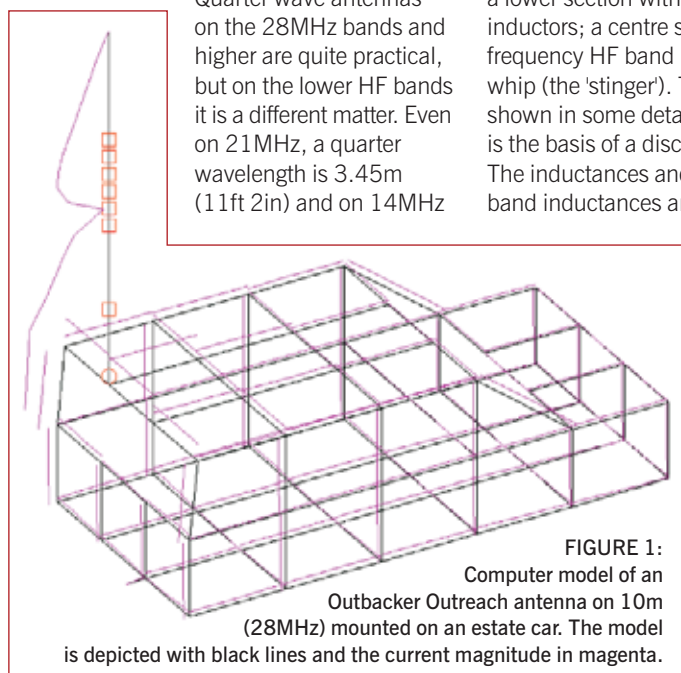 Quarter wave antennas
on the 28MHz bands and
higher are quite practical,
but on the lower HF bands
it is a different matter. Even
on 21MHz, a quarter
wavelength is 3.45m
(11ft 2in) and on 14MHz
a lower section with
inductors; a centre s
frequency HF band
whip (the 'stinger'). T
shown in some deta
is the basis of a disc
The inductances and
band inductances a
FIGURE 1:
Computer model of an
Outbacker Outreach antenna on 10m
(28MHz) mounted on an estate car. The model
is depicted with black lines and the current magnitude in magenta.